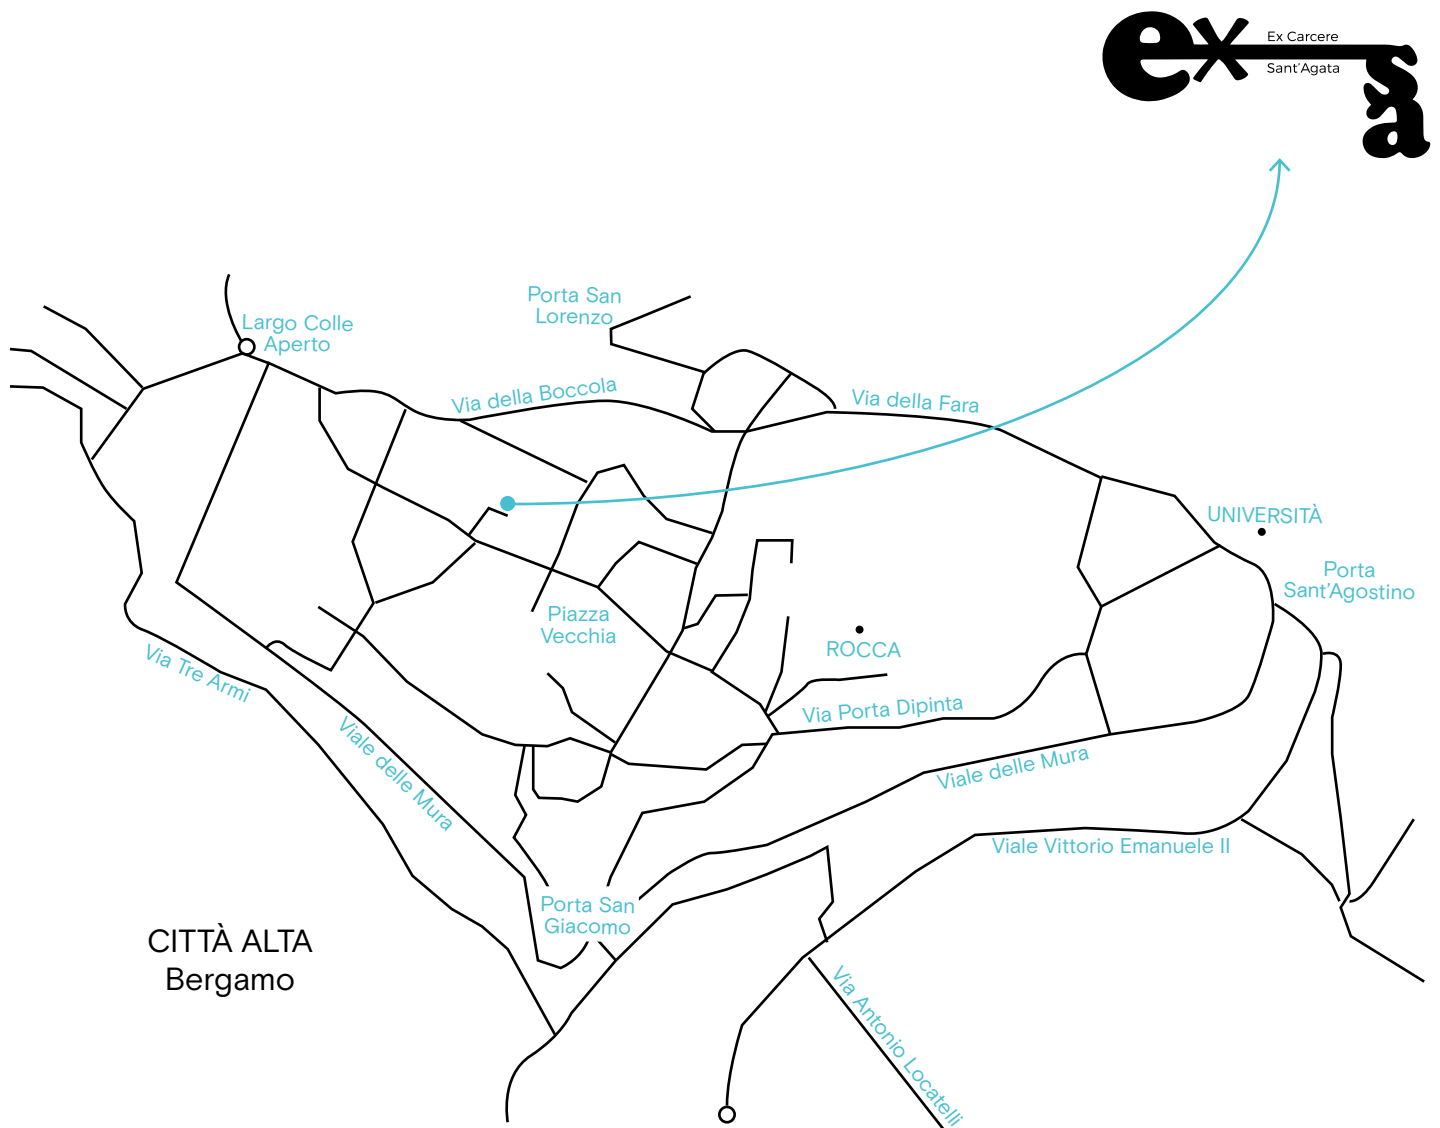 ex
Ex Carcere
Sant'Agata
sa
Porta San
Lorenzo
Largo Colle
Aperto
Via della Boccola
Via della Fara
UNIVERSITÀ
Porta
Sant'Agostino
Piazza
Vecchia
ROCCA
Via Tre Armi
Via Porta Dipinta
Viale delle Mura
Viale delle Mura
Viale Vittorio Emanuele II
Porta San
Giacomo
CITTÀ ALTA
Bergamo
Via Antonio Locatelli